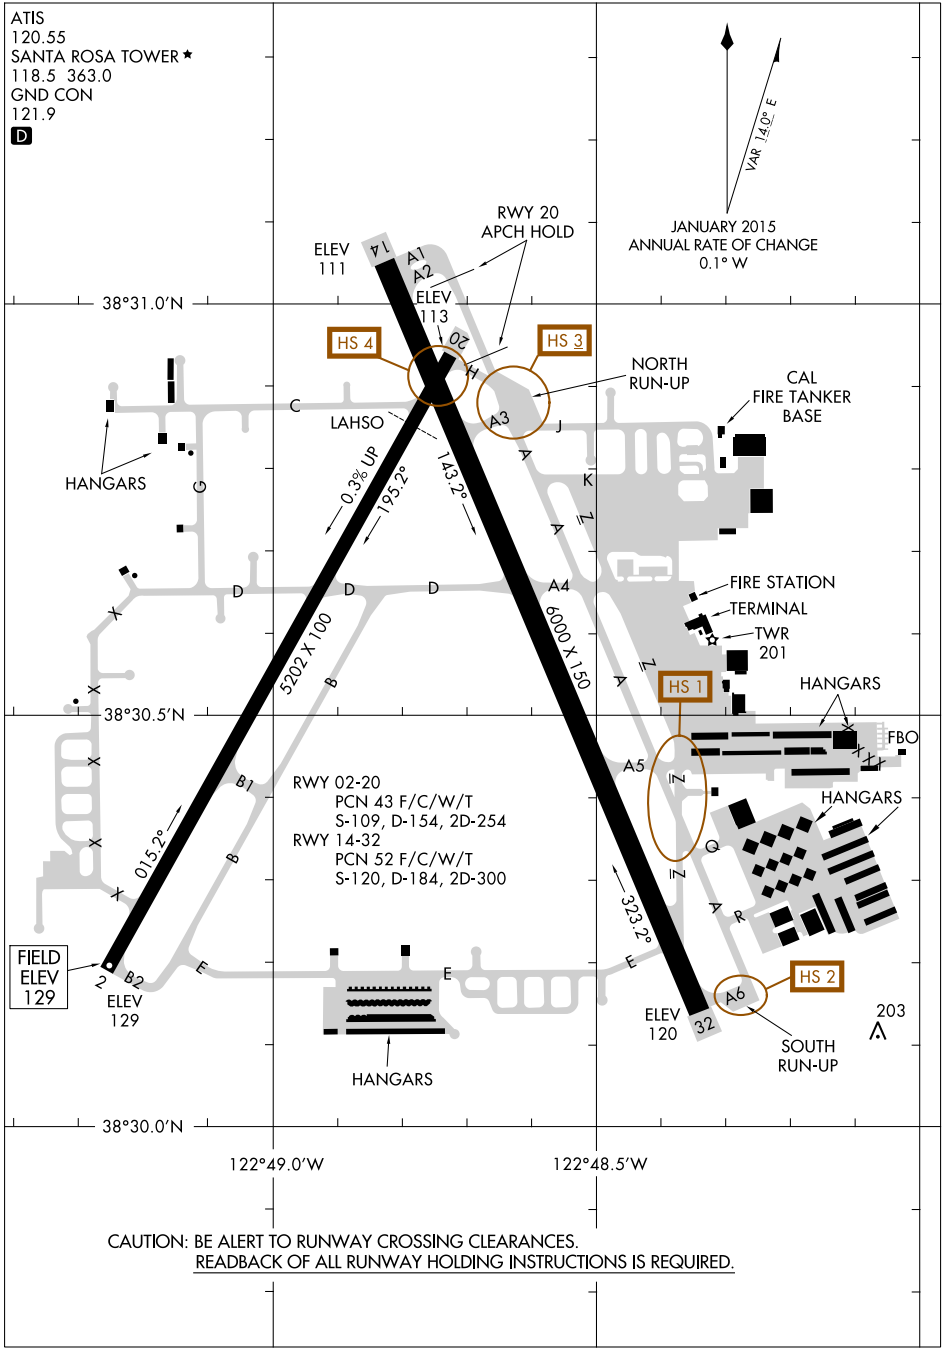 ATIS
120.55
SANTA ROSA TOWER ★
118.5 363.0
GND CON
121.9
D
VAR 14.0° E
JANUARY 2015
ANNUAL RATE OF CHANGE
0.1° W
RWY 20
APCH HOLD
ELEV
111
14
A1
A2
38°31.0'N
ELEV
113
20
HS 4
HS 3
H
NORTH
RUN-UP
CAL
FIRE TANKER
BASE
C
LAHSO
A3
J
A
HANGARS
G
0.3% UP
195.2°
143.2°
K
Z
A
D
D
D
A4
FIRE STATION
TERMINAL
TWR
201
X
5202 X 100
6000 X 150
B
A
Z
X
HS 1
HANGARS
38°30.5'N
X
FBO
X
X
X
X
A5
Z
B1
RWY 02-20
PCN 43 F/C/W/T
S-109, D-154, 2D-254
RWY 14-32
PCN 52 F/C/W/T
S-120, D-184, 2D-300
HANGARS
015.2°
X
B
Q
Z
X
323.2°
A
R
FIELD
ELEV
129
2
B2
E
E
E
HS 2
ELEV
129
ELEV
120
32
A6
203
SOUTH
RUN-UP
HANGARS
38°30.0'N
122°49.0'W
122°48.5'W
CAUTION: BE ALERT TO RUNWAY CROSSING CLEARANCES.
READBACK OF ALL RUNWAY HOLDING INSTRUCTIONS IS REQUIRED.